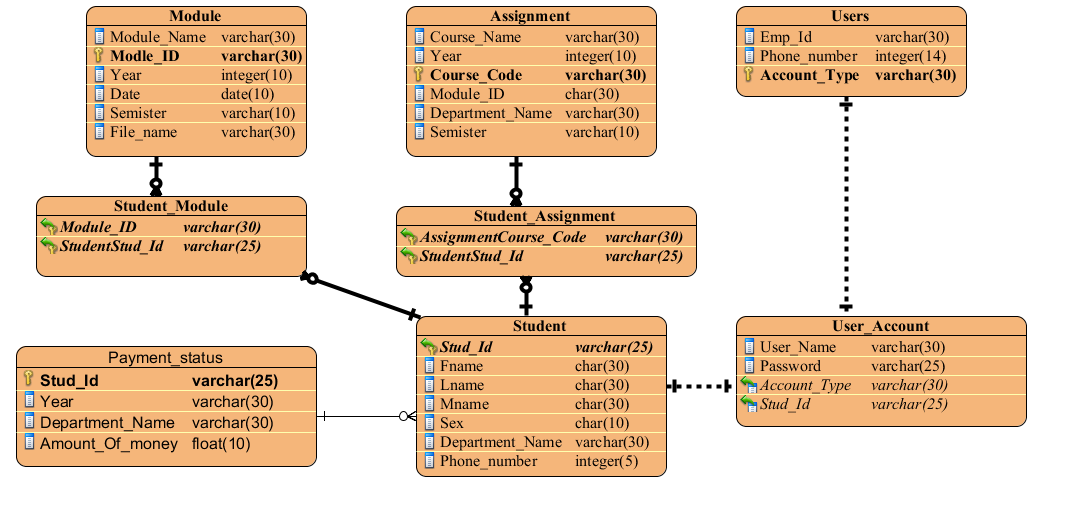 Module
Module_Name varchar(30)
Modle_ID varchar(30)
Year integer(10)
Date date(10)
Semister varchar(10)
File_name varchar(30)
Assignment
Course_Name varchar(30)
Year integer(10)
Course_Code varchar(30)
Module_ID char(30)
Department_Name varchar(30)
Semister varchar(10)
Users
Emp_Id varchar(30)
Phone_number integer(14)
Account_Type varchar(30)
Student_Module
Module_ID varchar(30)
StudentStud_Id varchar(25)
Student_Assignment
AssignmentCourse_Code varchar(30)
StudentStud_Id varchar(25)
Payment_status
Stud_Id varchar(25)
Year varchar(30)
Department_Name varchar(30)
Amount_Of_money float(10)
Student
Stud_Id varchar(25)
Fname char(30)
Lname char(30)
Mname char(30)
Sex char(10)
Department_Name varchar(30)
Phone_number integer(5)
User_Account
User_Name varchar(30)
Password varchar(25)
Account_Type varchar(30)
Stud_Id varchar(25)